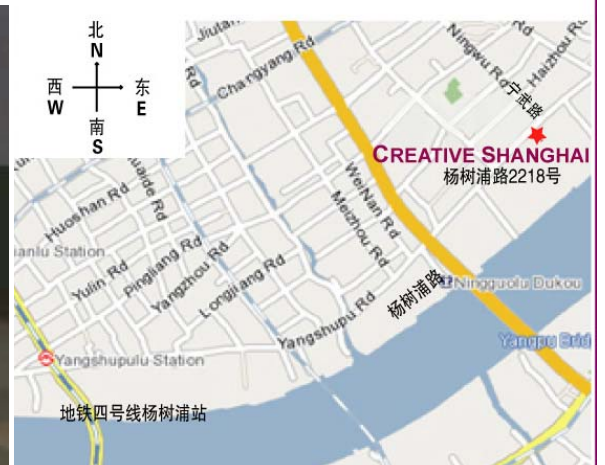 北
N
西
W
东
E
南
S
Changyang Rd
Ningwu Rd
Haizhou Rd
宁武路
CREATIVE SHANGHAI
杨树浦路2218号
WeiNan Rd
Meizhou Rd
Huoshan Rd
Station
Yulin Rd
Pingliang Rd
Yangzhou Rd
Longjiang Rd
Yangshupu Rd
杨树浦路
Ningguolu Dukou
Yangpu Brid
Yangshupulu Station
地铁四号线杨树浦站